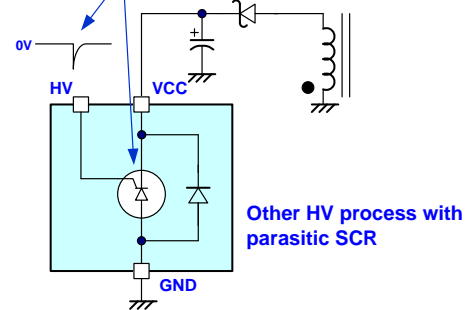 0V
+
HV
VCC
Other HV process with
parasitic SCR
GND